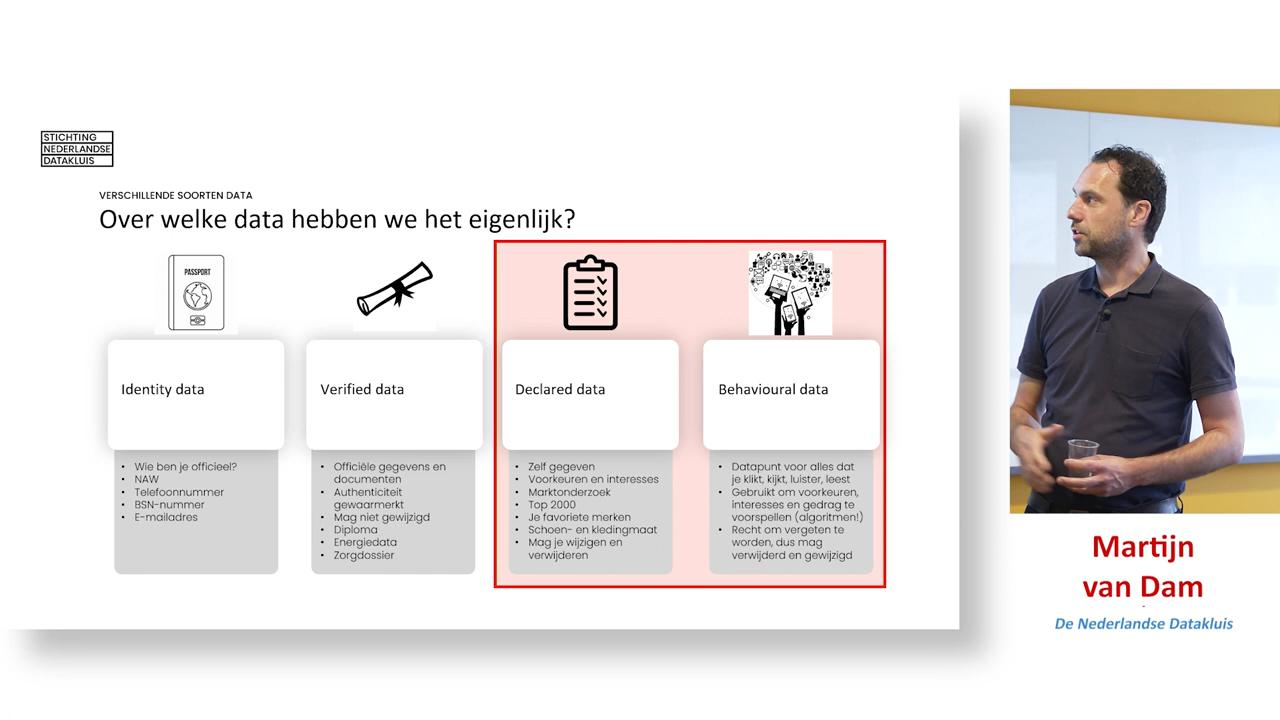 STICHTING
NEDERLANDSE
DATAKLUIS
VERSCHILLENDE SOORTEN DATA
Over welke data hebben we het eigenlijk?
PASSPORT
Identity data
• Wie ben je officieel?
• NAW
• Telefoonnummer
• BSN-nummer
• E-mailadres
Verified data
• Officiële gegevens en
documenten
• Authenticiteit
gewaarmerkt
• Mag niet gewijzigd
• Diploma
• Energiedata
• Zorgdossier
Declared data
• Zelf gegeven
• Voorkeuren en interesses
• Marktonderzoek
• Top 2000
• Je favoriete merken
• Schoen- en kledingmaat
• Mag je wijzigen en
verwijderen
Behavioural data
• Datapunt voor alles dat
je klikt, kijkt, luister, leest
• Gebruikt om voorkeuren,
interesses en gedrag te
voorspellen (algoritmen!)
• Recht om vergeten te
worden, dus mag
verwijderd en gewijzigd
Martijn
van Dam
De Nederlandse Datakluis